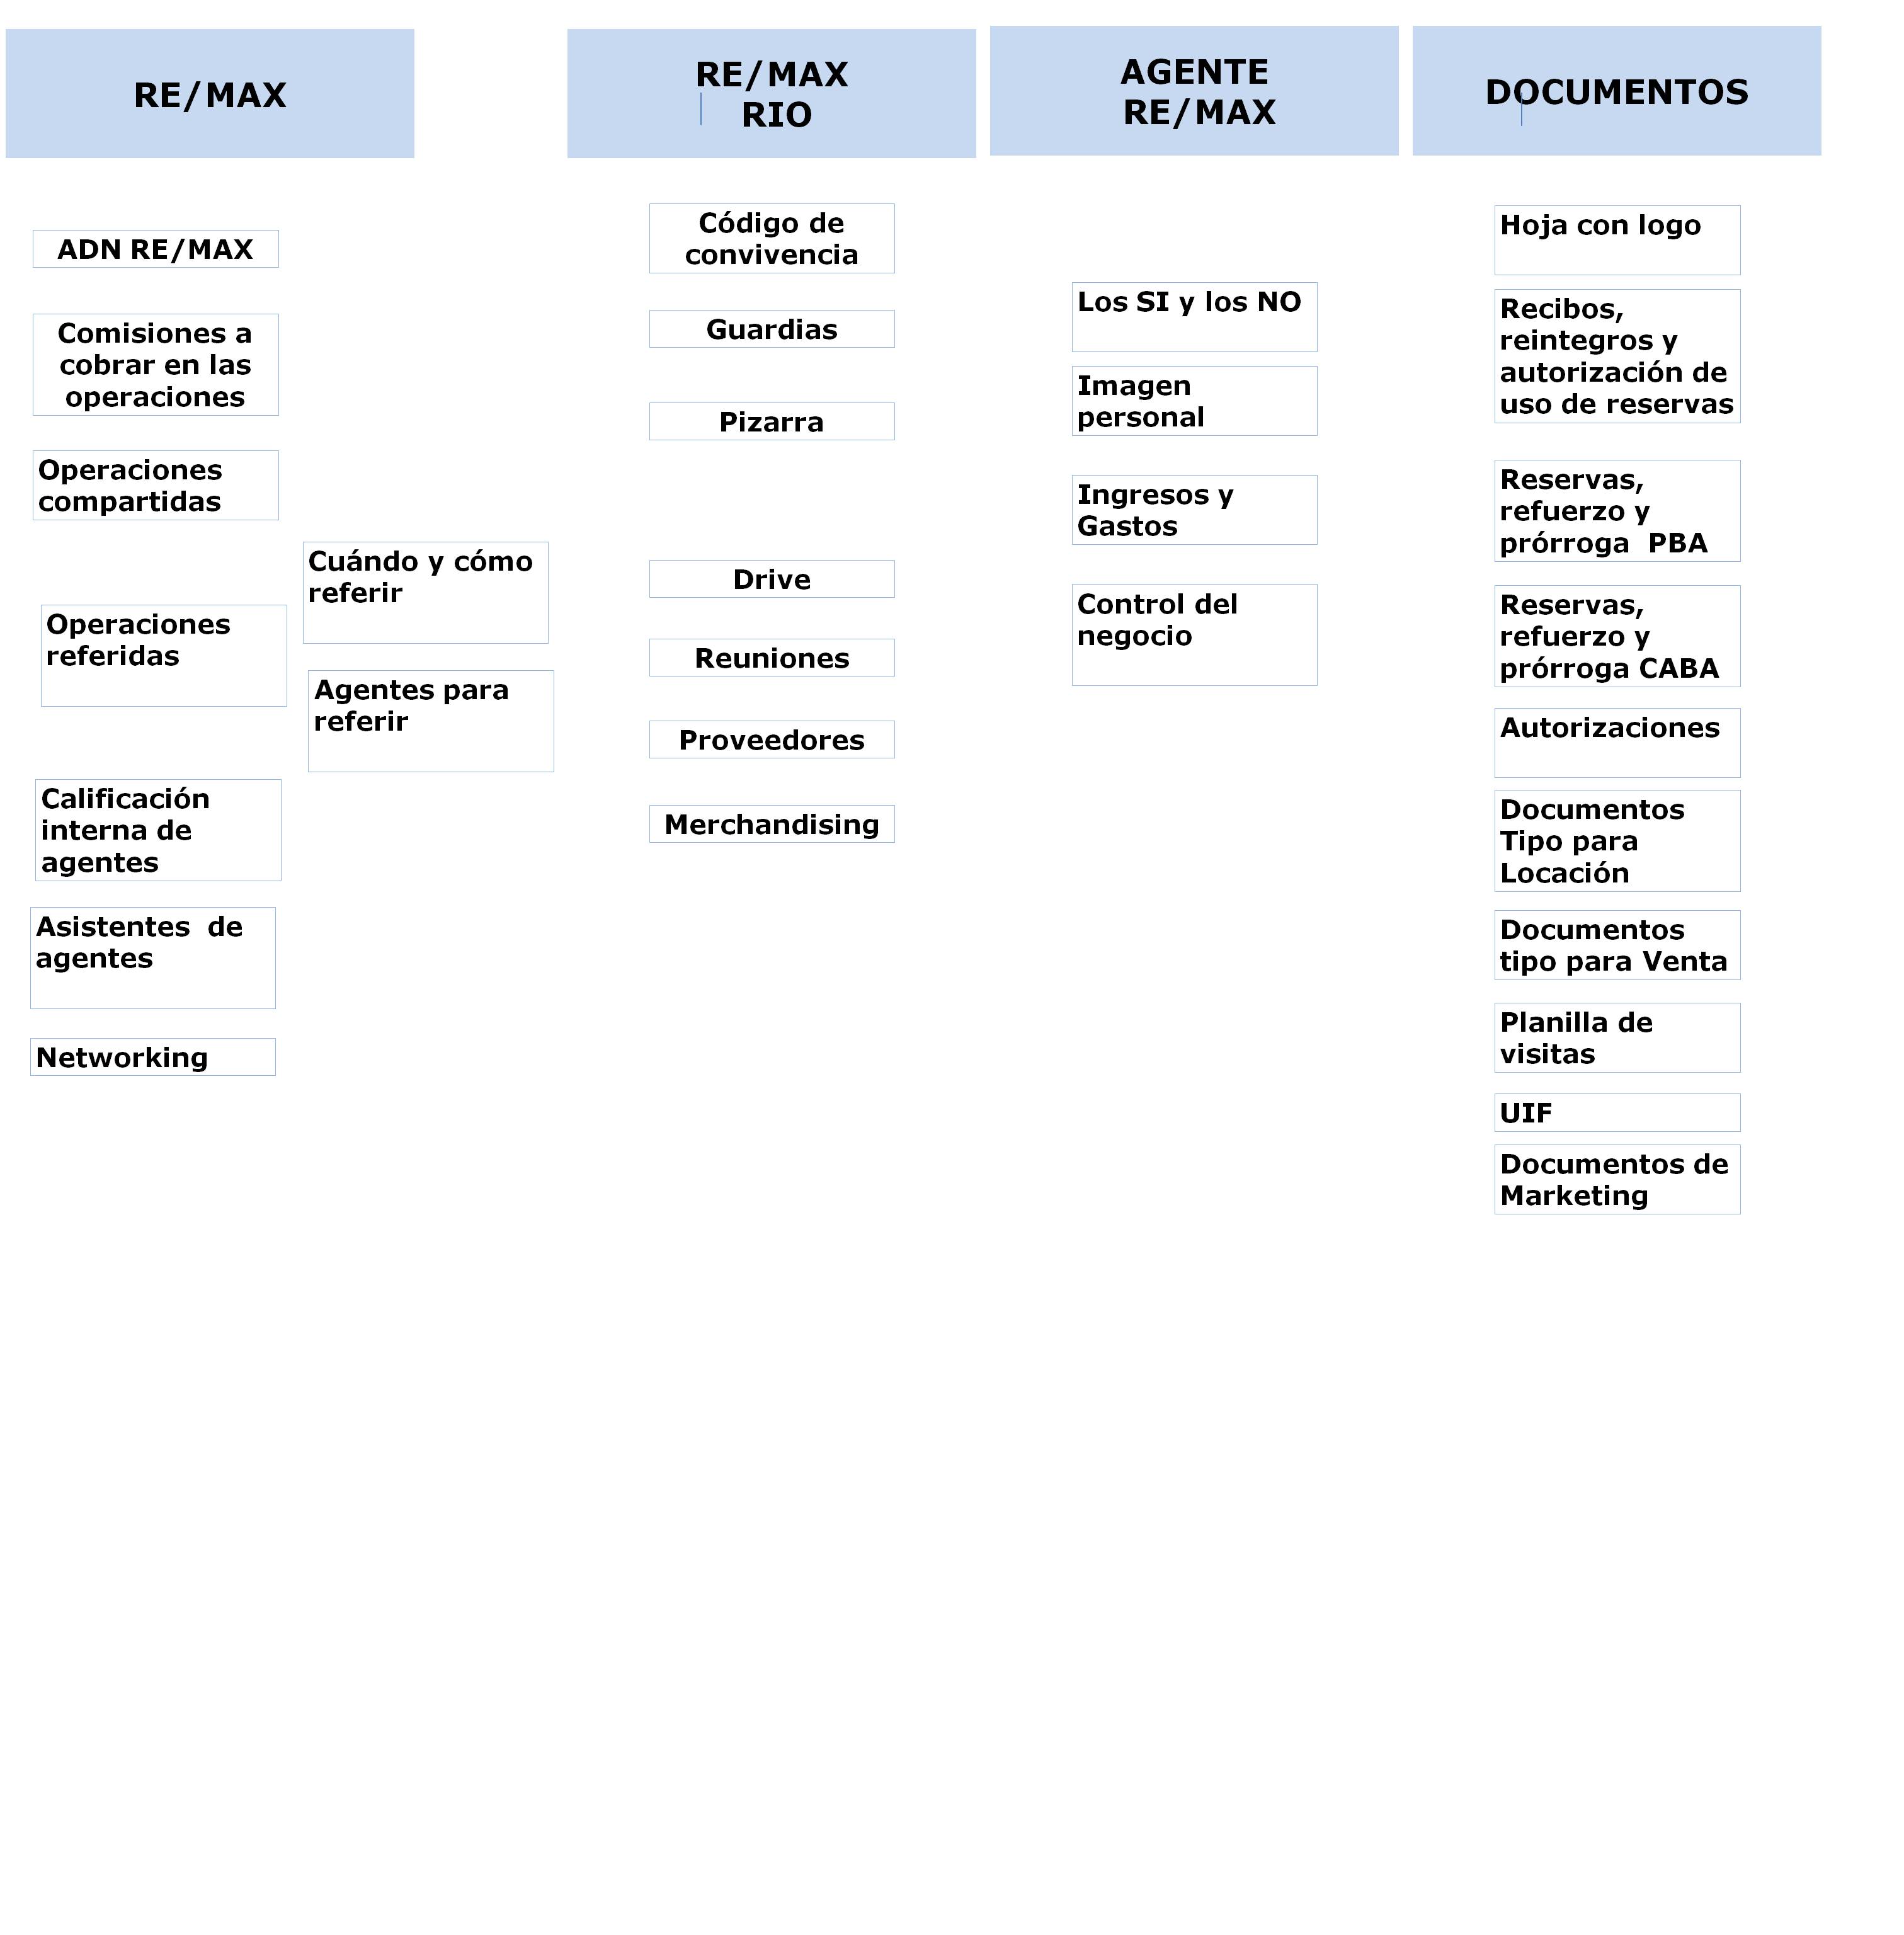 RE/MAX
RE/MAX
RIO
AGENTE
RE/MAX
DOCUMENTOS
ADN RE/MAX
Comisiones a
cobrar en las
operaciones
Operaciones
compartidas
Operaciones
referidas
Cuándo y cómo
referir
Agentes para
referir
Calificación
interna de
agentes
Asistentes  de
agentes
Networking
Código de
convivencia
Guardias
Pizarra
Drive
Reuniones
Proveedores
Merchandising
Los SI y los NO
Imagen
personal
Ingresos y
Gastos
Control del
negocio
Hoja con logo
Recibos,
reintegros y
autorización de
uso de reservas
Reservas,
refuerzo y
prórroga  PBA
Reservas,
refuerzo y
prórroga CABA
Autorizaciones
Documentos
Tipo para
Locación
Documentos
tipo para Venta
Planilla de
visitas
UIF
Documentos de
Marketing